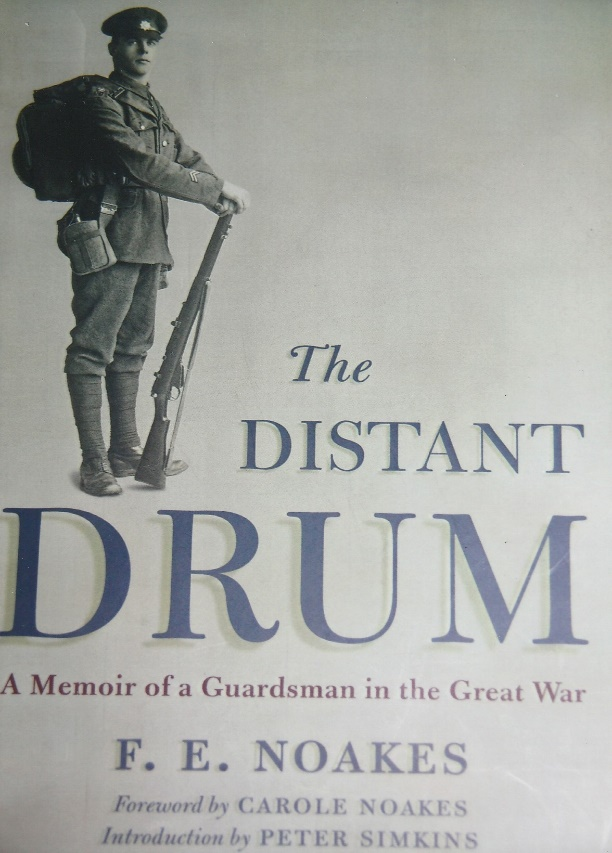 The
DISTANT
DRUM
A Memoir of a Guardsman in the Great War
F. E. NOAKES
Foreword by CAROLE NOAKES
Introduction by PETER SIMKINS